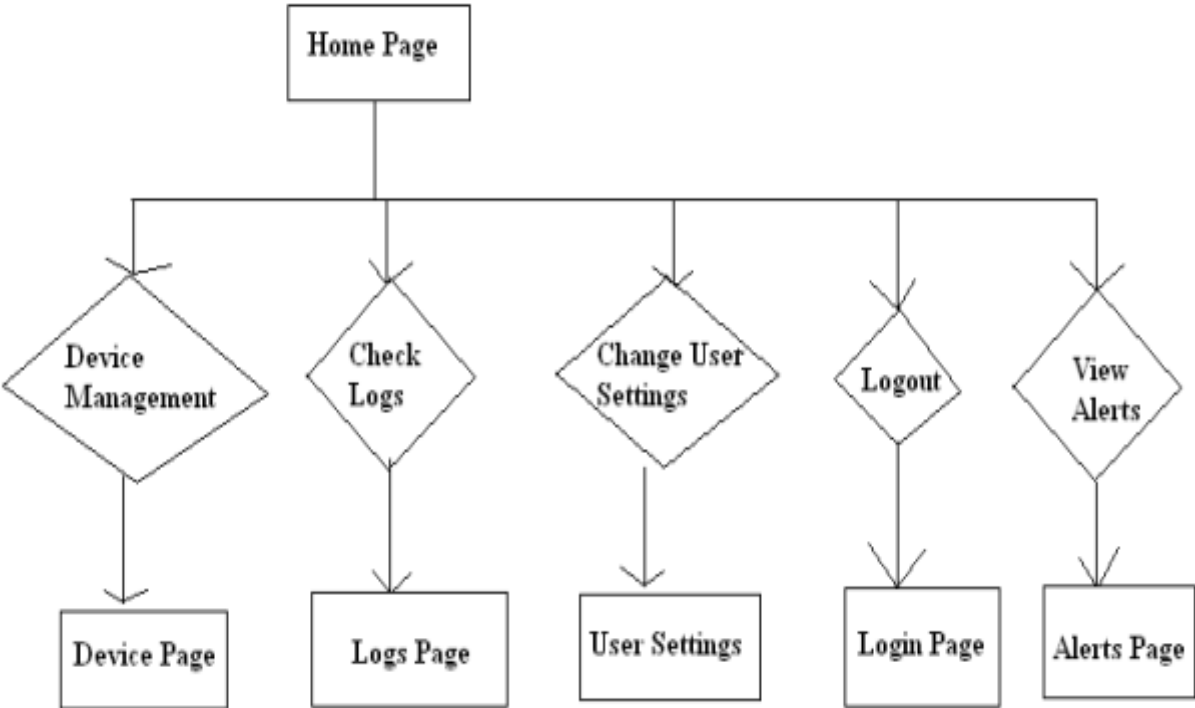 Home Page
Device
Management
Check
Logs
Change User
Settings
Logout
View
Alerts
Device Page
Logs Page
User Settings
Login Page
Alerts Page